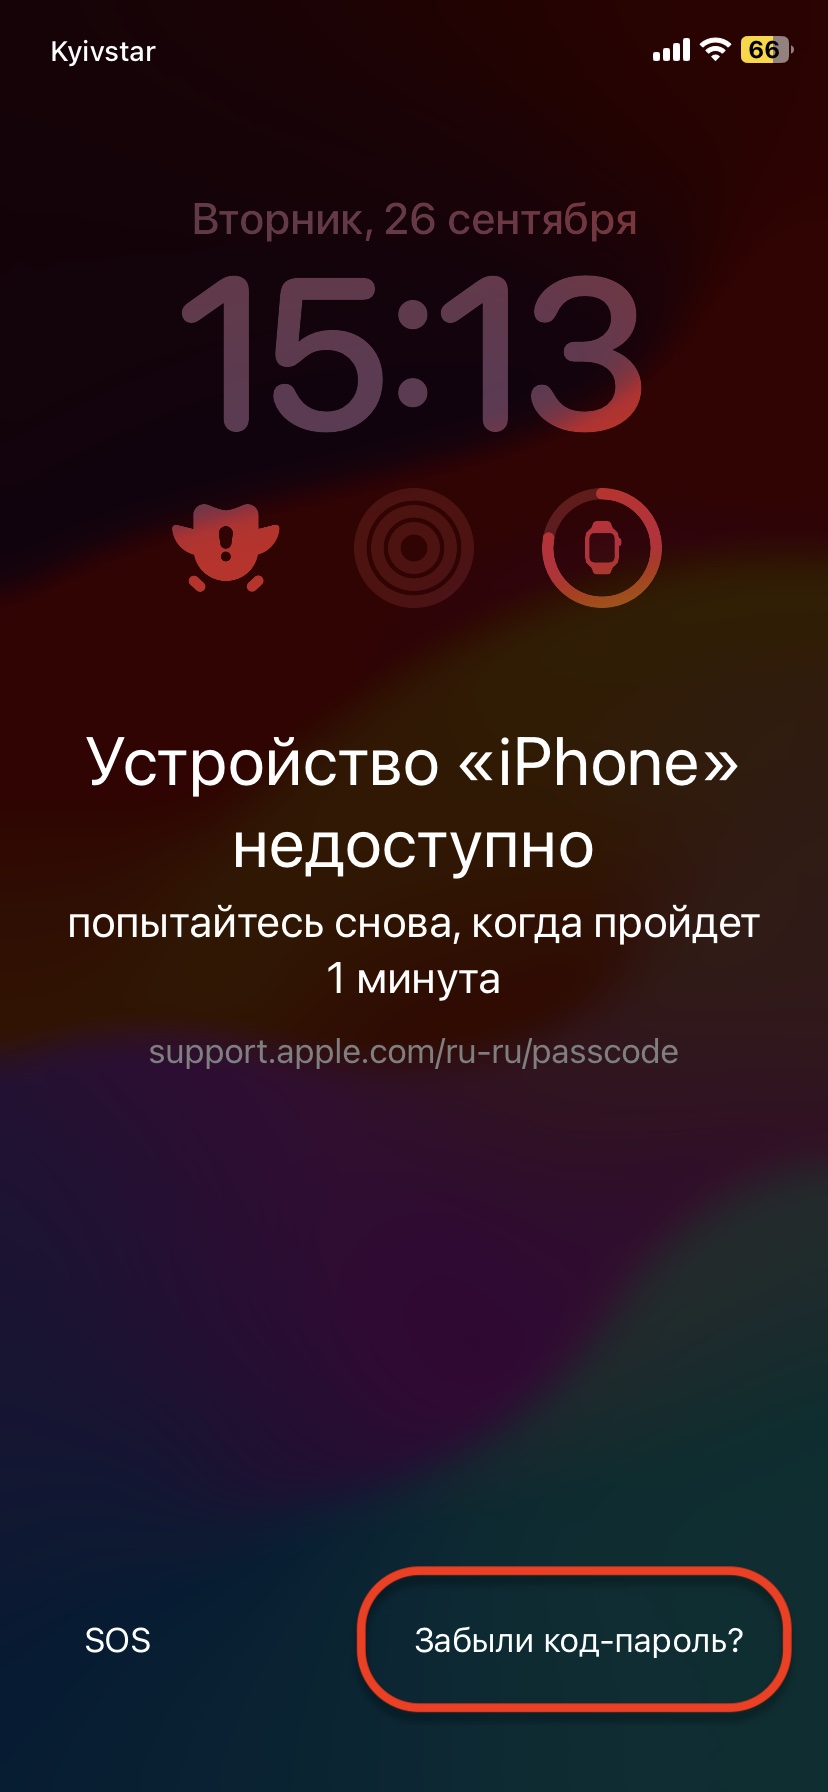 Kyivstar
66
Вторник, 26 сентября
15:13
Устройство «iPhone»
недоступно
попытайтесь снова, когда пройдет
1 минута
support.apple.com/ru-ru/passcode
SOS
Забыли код-пароль?